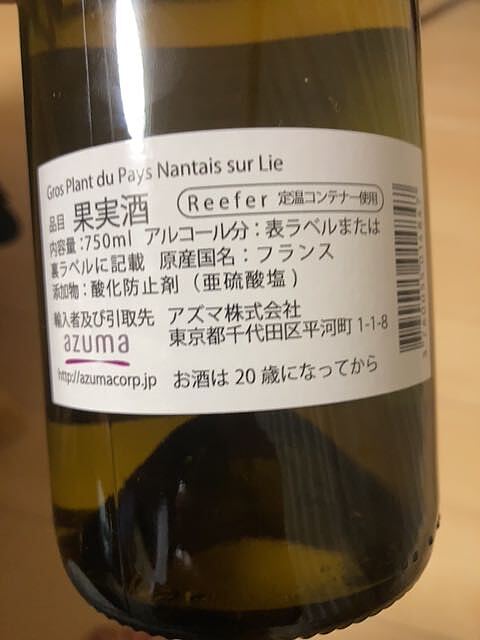 Gros Plant du Pays Nantais sur Lie
品目 果実酒 Reefer 定温コンテナー使用
内容量:750ml アルコール分:表ラベルまたは
裏ラベルに記載 原産国名:フランス
添加物:酸化防止剤(亜硫酸塩)
輸入者及び引取先 アズマ株式会社
azuma 東京都千代田区平河町 1-1-8
http://azumacorp.jp お酒は20歳になってから